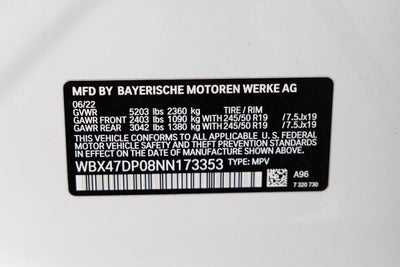 MFD BY BAYERISCHE MOTOREN WERKE AG
06/22
GVWR 5203 lbs 2360 kg TIRE / RIM
GAWR FRONT 2403 lbs 1090 kg 245/50 R19 /7.5Jx19
GAWR REAR 3042 lbs 1380 kg 245/50 R19 /7.5Jx19
THIS VEHICLE CONFORMS TO ALL APPLICABLE U. S. FEDERAL
MOTOR VEHICLE SAFETY, BUMPER, AND THEFT PREVENTION
STANDARDS IN EFFECT ON THE DATE OF MANUFACTURE SHOWN ABOVE.
WBX47DP08NN173353 TYPE: MPV
A96
7 320 730